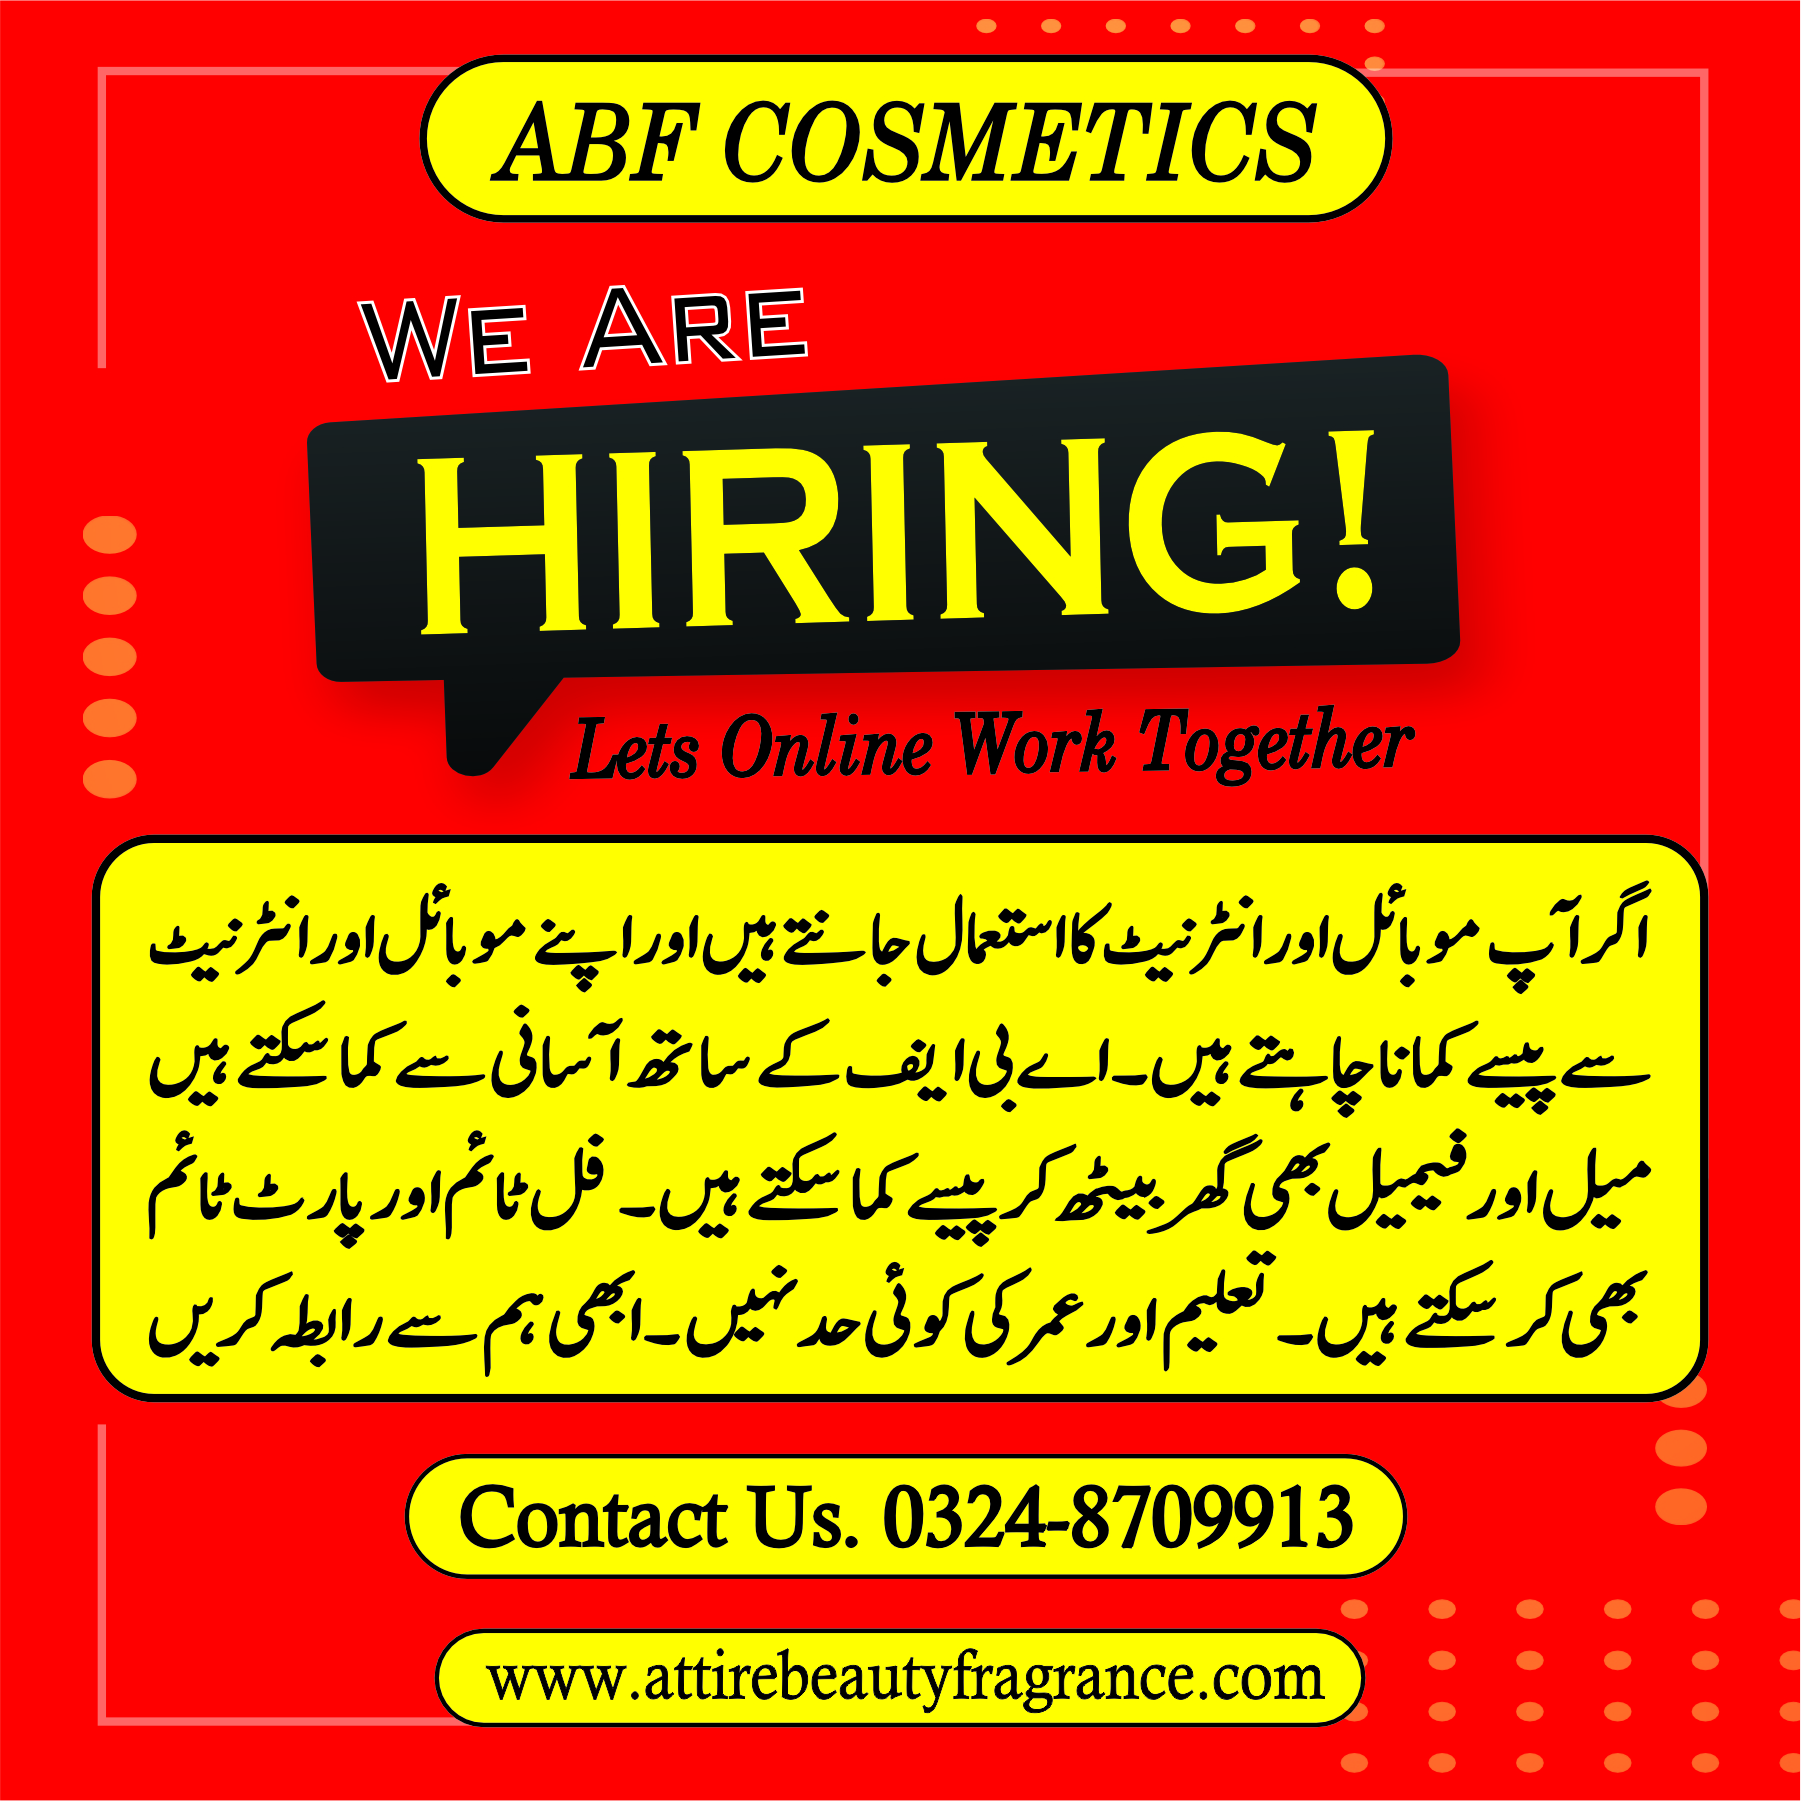 ABF COSMETICS
WE ARE
HIRING!
Lets Online Work Together
اگر آپ موبائل اور انٹرنیٹ کا استعمال جانتے ہیں اور اپنے موبائل اور انٹرنیٹ
سے پیسے کمانا چاہتے ہیں۔ اے بی ایف کے ساتھ آسانی سے کما سکتے ہیں
میل اور فیمیل بھی گھر بیٹھ کر پیسے کما سکتے ہیں۔ فل ٹائم اور پارٹ ٹائم
بھی کر سکتے ہیں۔ تعلیم اور عمر کی کوئی حد نہیں۔ ابھی ہم سے رابطہ کریں
Contact Us. 0324-8709913
www.attirebeautyfragrance.com